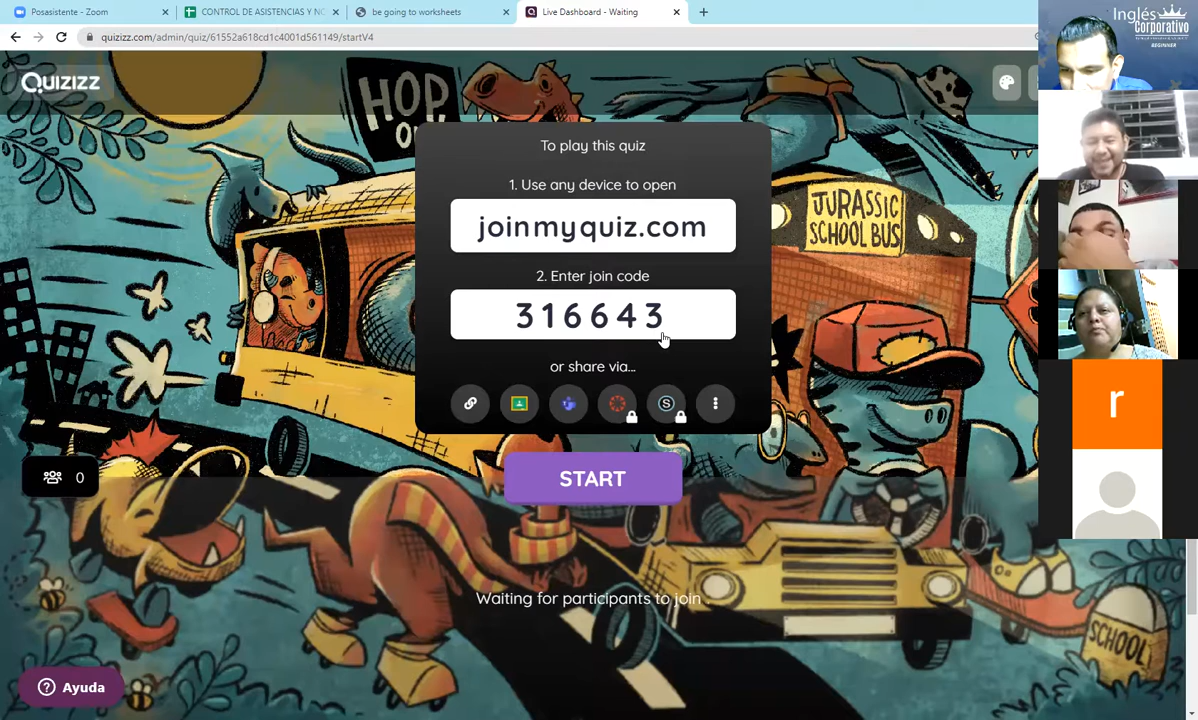 Posasistente - Zoom
CONTROL DE ASISTENCIAS Y NO
be going to worksheets
Live Dashboard - Waiting
quizizz.com/admin/quiz/61552a618cd1c4001d561149/startV4
Quizizz
HOP
To play this quiz
1. Use any device to open
joinmyquiz.com
2. Enter join code
316643
or share via...
START
0
Waiting for participants to join
JURASSIC
SCHOOL BUS
SCHOOL
Ayuda
Inglés
Corporativo
BEGINNER
r